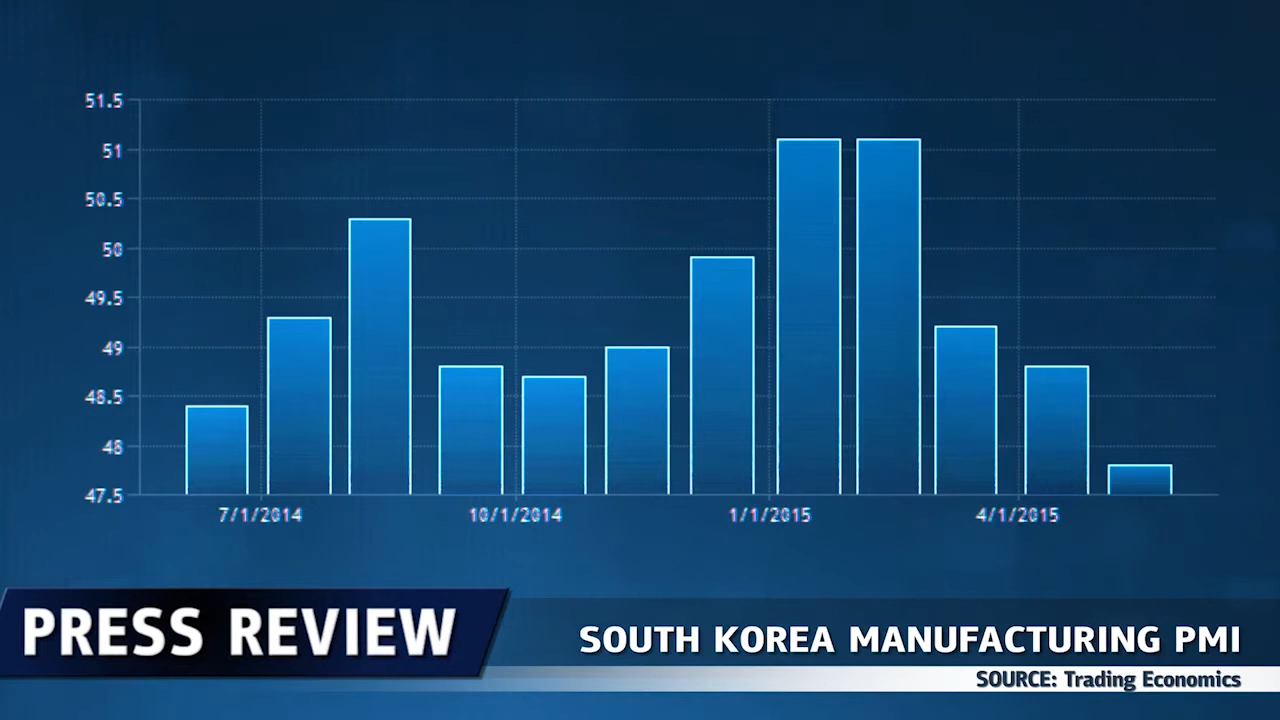 51.5
51
50.5
50
49.5
49
48.5
48
47.5
7/1/2014 10/1/2014 1/1/2015 4/1/2015
PRESS REVIEW
SOUTH KOREA MANUFACTURING PMI
SOURCE: Trading Economics